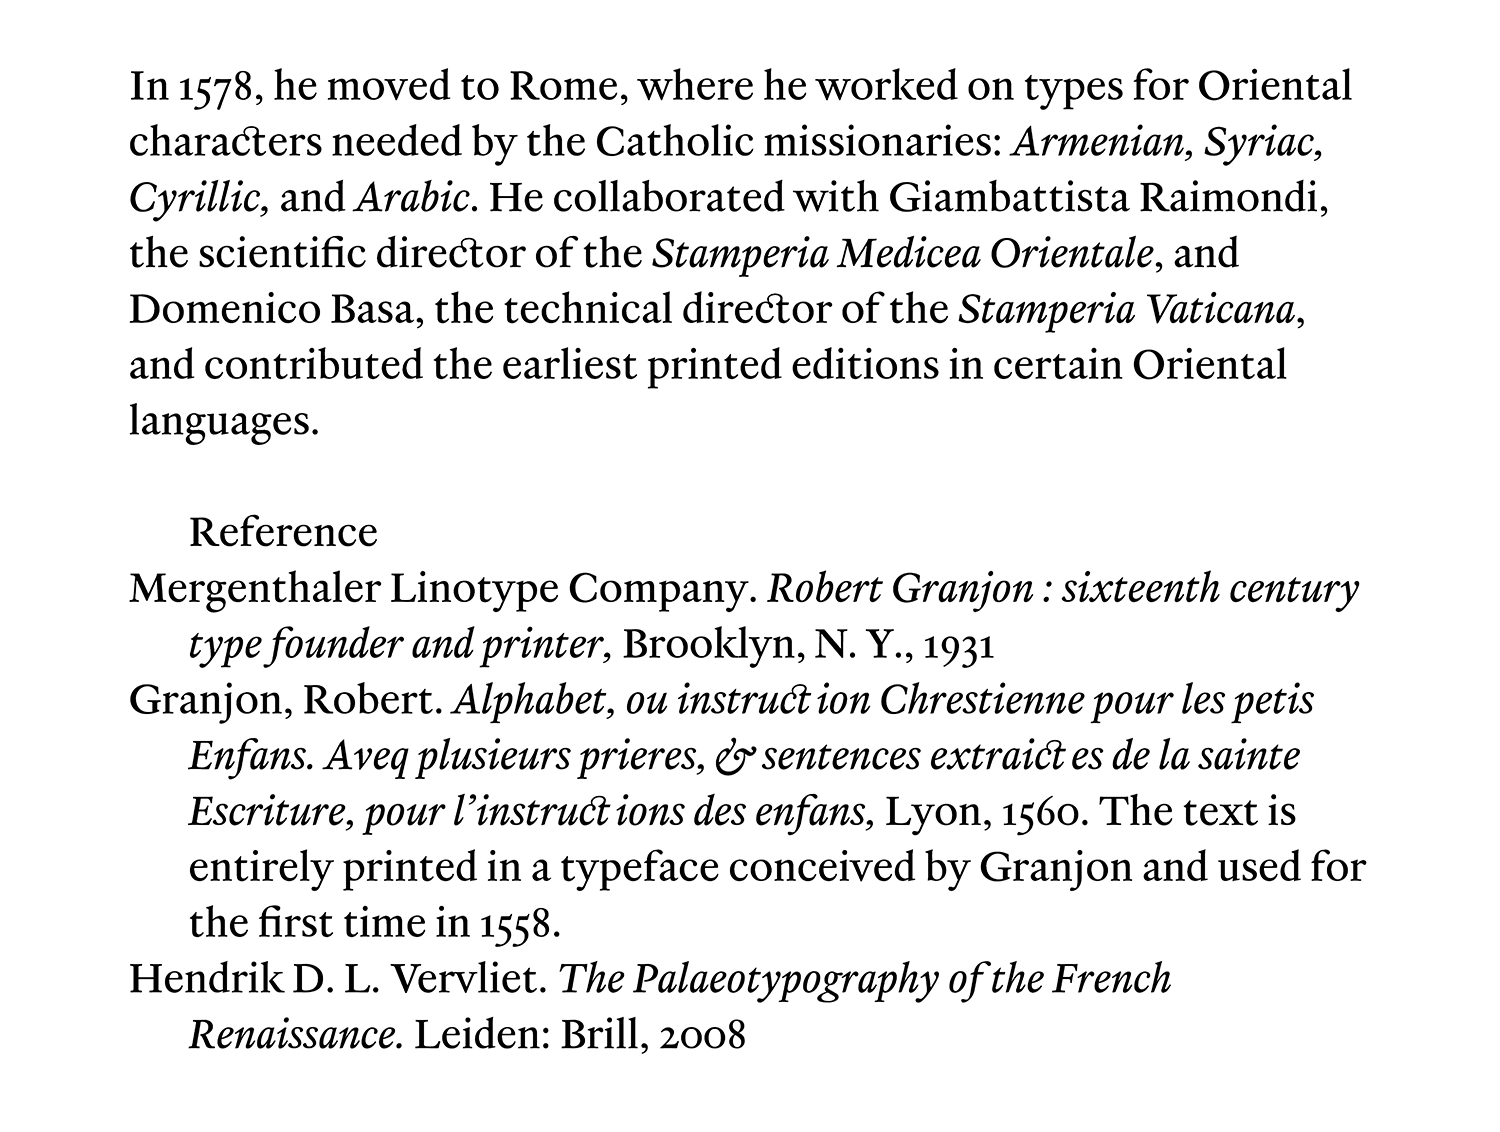 In 1578, he moved to Rome, where he worked on types for Oriental
characters needed by the Catholic missionaries: Armenian, Syriac,
Cyrillic, and Arabic. He collaborated with Giambattista Raimondi,
the scientific director of the Stamperia Medicea Orientale, and
Domenico Basa, the technical director of the Stamperia Vaticana,
and contributed the earliest printed editions in certain Oriental
languages.
Reference
Mergenthaler Linotype Company. Robert Granjon : sixteenth century
type founder and printer, Brooklyn, N. Y., 1931
Granjon, Robert. Alphabet, ou instruction Chrestienne pour les petis
Enfans. Aveq plusieurs prieres, & sentences extraictes de la sainte
Escriture, pour l’instructions des enfans, Lyon, 1560. The text is
entirely printed in a typeface conceived by Granjon and used for
the first time in 1558.
Hendrik D. L. Vervliet. The Palaeotypography of the French
Renaissance. Leiden: Brill, 2008